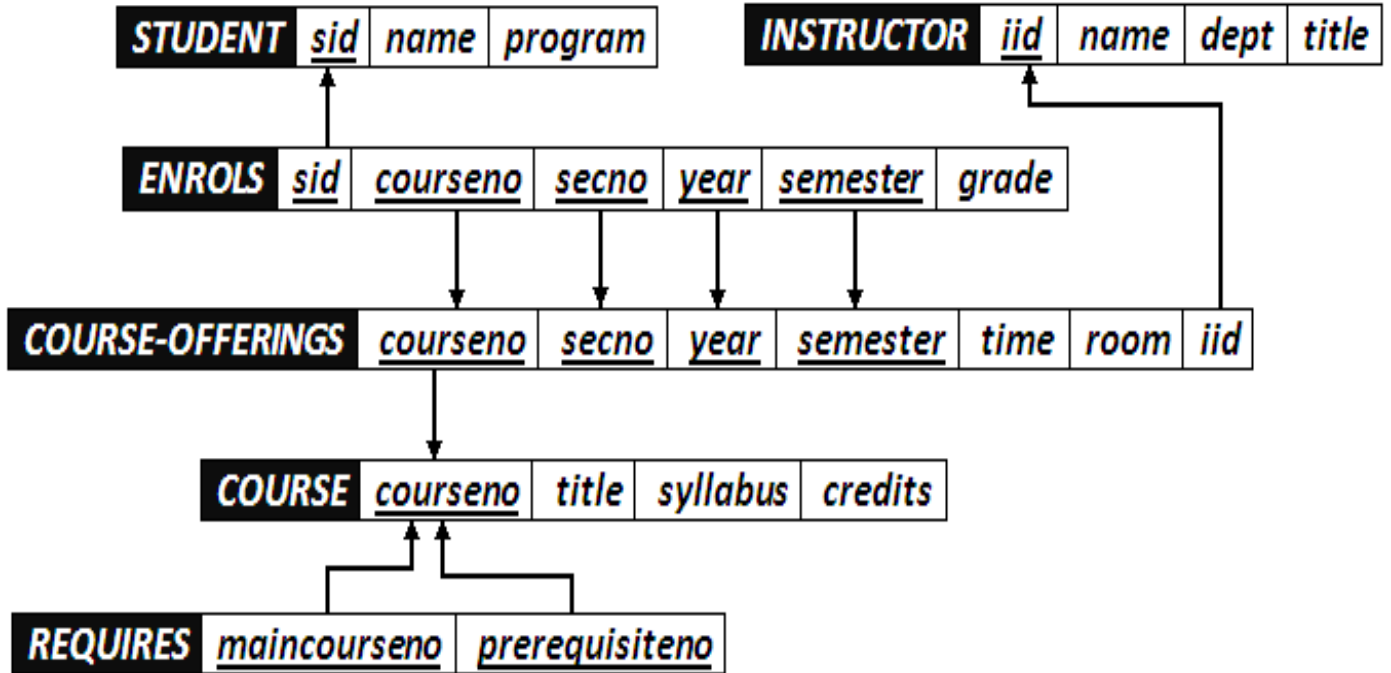 STUDENT sid name program
INSTRUCTOR iid name dept title
ENROLS sid courseno secno year semester grade
COURSE-OFFERINGS courseno secno year semester time room iid
COURSE courseno title syllabus credits
REQUIRES maincourseno prerequisiteno